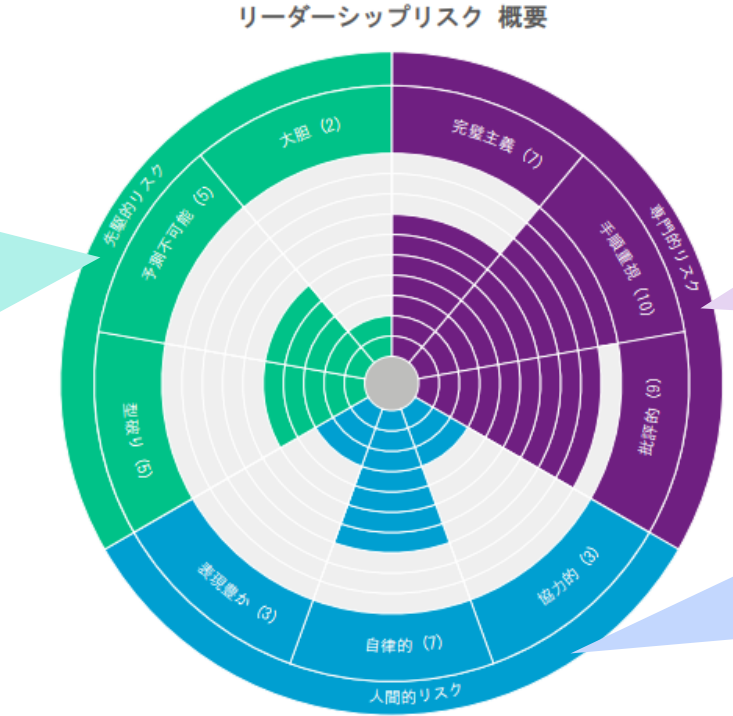 リーダーシップリスク 概要
先駆的リスク
専門的リスク
人間的リスク
大胆 (2)
完璧主義 (7)
手順重視 (10)
批評的 (9)
協力的 (3)
自律的 (7)
表現豊か (3)
型破り (5)
予測不可能 (5)